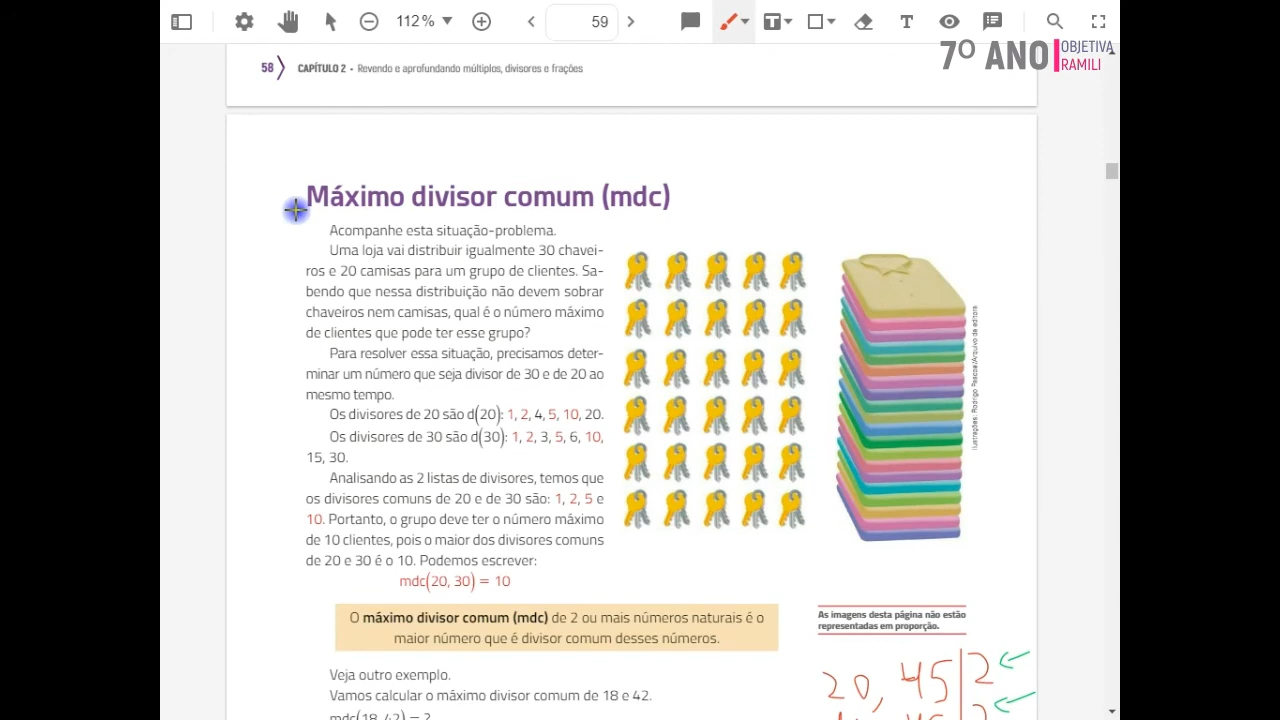 112 %
59
7º ANO
OBJETIVA
RAMILI
58
CAPÍTULO 2 • Revendo e aprofundando múltiplos, divisores e frações
Máximo divisor comum (mdc)
Acompanhe esta situação-problema.
Uma loja vai distribuir igualmente 30 chavei-
ros e 20 camisas para um grupo de clientes. Sa-
bendo que nessa distribuição não devem sobrar
chaveiros nem camisas, qual é o número máximo
de clientes que pode ter esse grupo?
Para resolver essa situação, precisamos deter-
minar um número que seja divisor de 30 e de 20 ao
mesmo tempo.
Os divisores de 20 são d(20): 1, 2, 4, 5, 10, 20.
Os divisores de 30 são d(30): 1, 2, 3, 5, 6, 10,
15, 30.
Analisando as 2 listas de divisores, temos que
os divisores comuns de 20 e de 30 são: 1, 2, 5 e
10. Portanto, o grupo deve ter o número máximo
de 10 clientes, pois o maior dos divisores comuns
de 20 e 30 é o 10. Podemos escrever:
mdc(20, 30) = 10
Ilustrações: Rodrigo Pascoal/Arquivo da editora
O máximo divisor comum (mdc) de 2 ou mais números naturais é o
maior número que é divisor comum desses números.
As imagens desta página não estão
representadas em proporção.
Veja outro exemplo.
Vamos calcular o máximo divisor comum de 18 e 42.
mdc(18, 42) = ?
20, 45 | 2